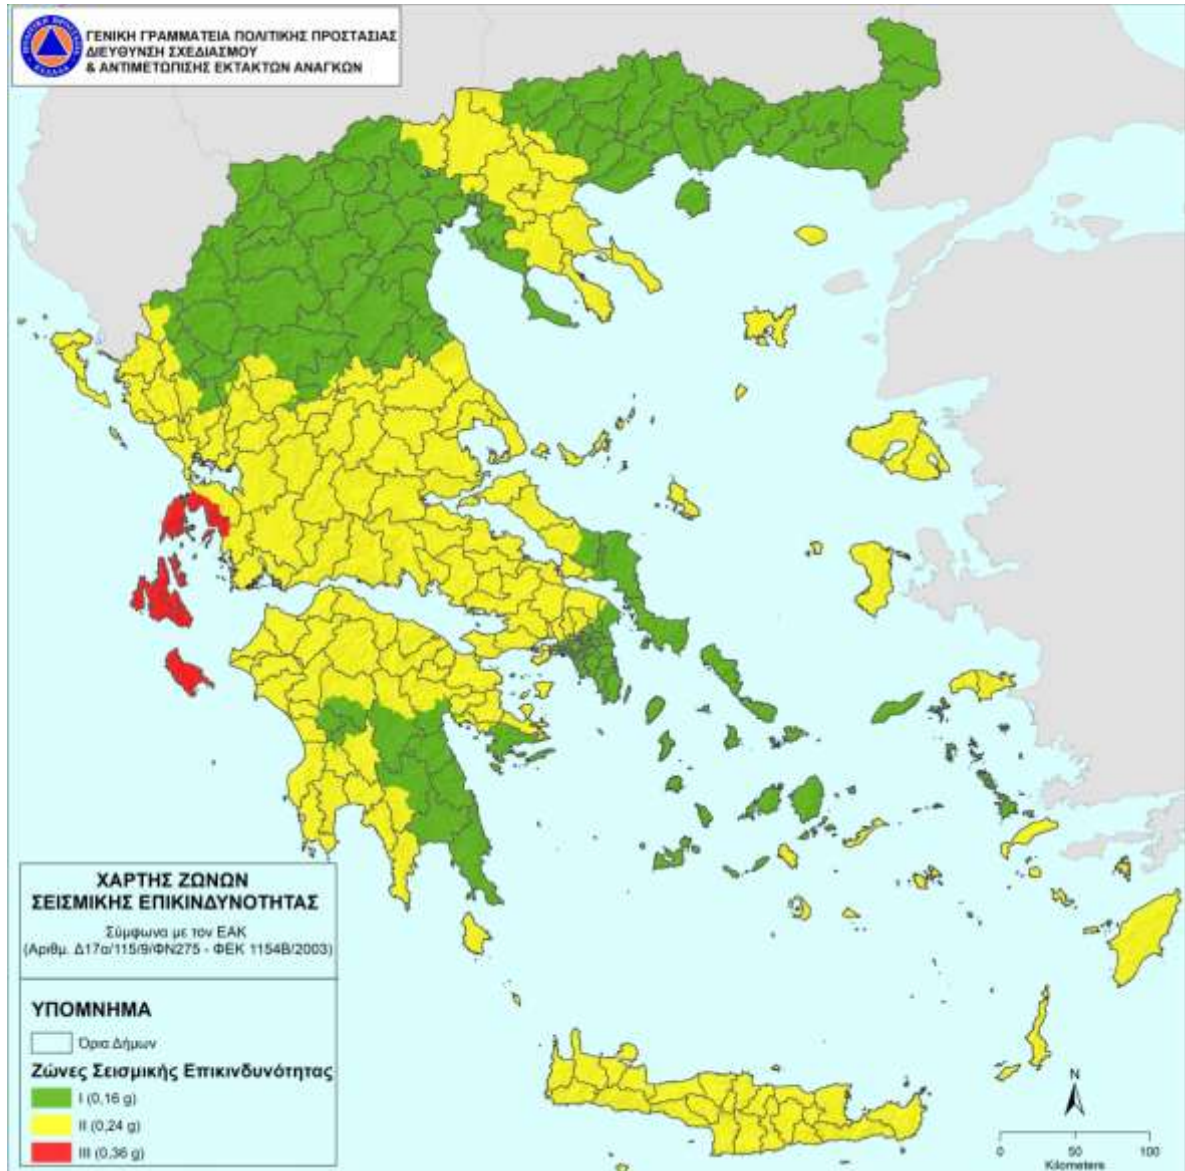 ΓΕΝΙΚΗ ΓΡΑΜΜΑΤΕΙΑ ΠΟΛΙΤΙΚΗΣ ΠΡΟΣΤΑΣΙΑΣ
ΔΙΕΥΘΥΝΣΗ ΣΧΕΔΙΑΣΜΟΥ
& ΑΝΤΙΜΕΤΩΠΙΣΗΣ ΕΚΤΑΚΤΩΝ ΑΝΑΓΚΩΝ
ΧΑΡΤΗΣ ΖΩΝΩΝ
ΣΕΙΣΜΙΚΗΣ ΕΠΙΚΙΝΔΥΝΟΤΗΤΑΣ
Σύμφωνα με τον ΕΑΚ
(Αριθμ. Δ17α/115/9/ΦΝ275 - ΦΕΚ 1154Β/2003)
ΥΠΟΜΝΗΜΑ
Όρια Δήμων
Ζώνες Σεισμικής Επικινδυνότητας
I (0,16 g)
II (0,24 g)
III (0,36 g)
N
0 50 100
Kilometers